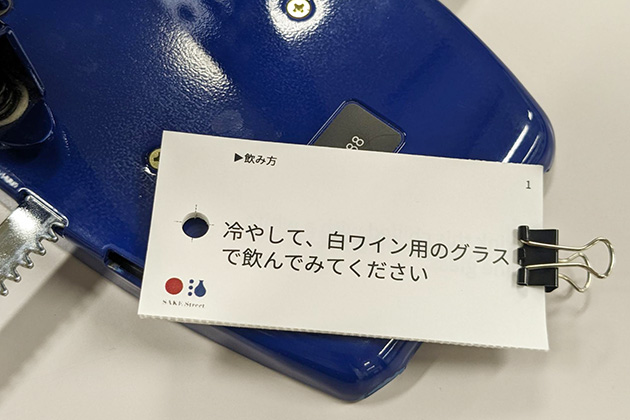 88
▶飲み方
1
冷やして、白ワイン用のグラス
で飲んでみてください
SAKE Street